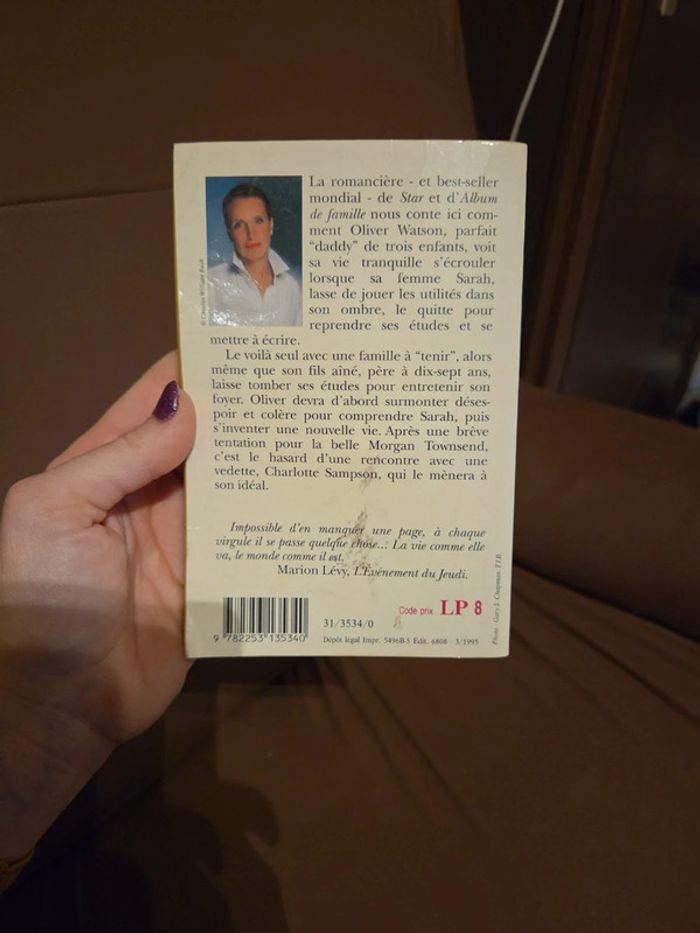 La romancière - et best-seller
mondial - de Star et d'Album
de famille nous conte ici com-
ment Oliver Watson, parfait
“daddy” de trois enfants, voit
sa vie tranquille s'écrouler
lorsque sa femme Sarah,
lasse de jouer les utilités dans
son ombre, le quitte pour
reprendre ses études et se
mettre à écrire.
Le voilà seul avec une famille à “tenir”, alors
même que son fils aîné, père à dix-sept ans,
laisse tomber ses études pour entretenir son
foyer. Oliver devra d'abord surmonter déses-
poir et colère pour comprendre Sarah, puis
s'inventer une nouvelle vie. Après une brève
tentation pour la belle Morgan Townsend,
c'est le hasard d'une rencontre avec une
vedette, Charlotte Sampson, qui le mènera à
son idéal.
Impossible d'en manquer une page, à chaque
virgule il se passe quelque chose... La vie comme elle
va, le monde comme il est.
Marion Lévy, L'Evénement du Jeudi.
31/3534/0
Code prix LP 8
9 782253 135340
Dépôt légal Impr. 5496B-5 Edit. 6808 - 3/1995
Photo : Gary S. Chapman, T.I.B.
© Charles William Bush